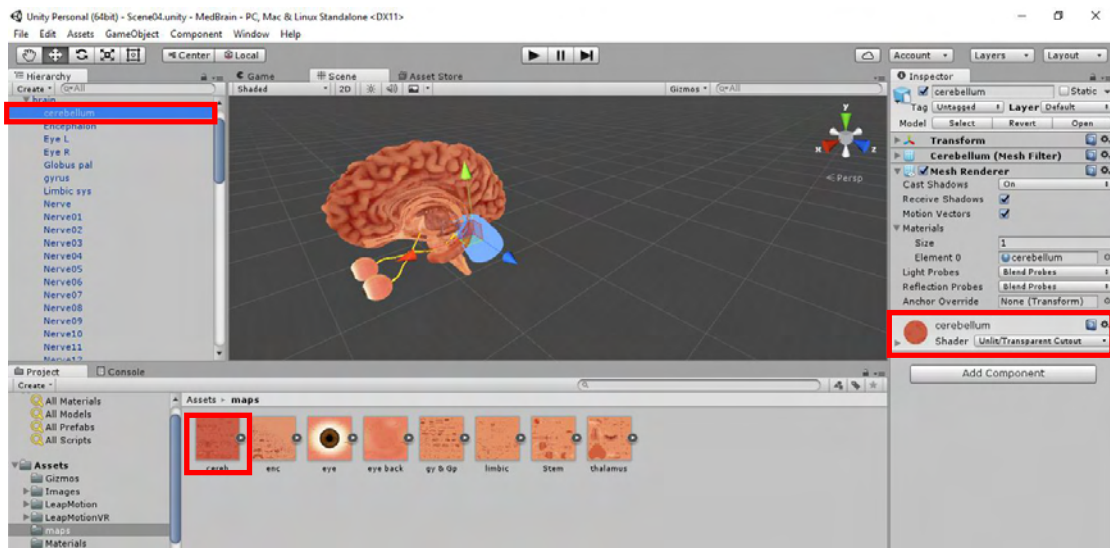 Unity Personal (64bit) - Scene04.unity - MedBrain - PC, Mac & Linux Standalone <DX11>
File Edit Assets GameObject Component Window Help
Center Local
Account Layers Layout
Hierarchy
Create All
brain
cerebellum
Encephalon
Eye L
Eye R
Globus pal
gyrus
Limbic sys
Nerve
Nerve01
Nerve02
Nerve03
Nerve04
Nerve05
Nerve06
Nerve07
Nerve08
Nerve09
Nerve10
Nerve11
Nerve12
Game Scene Asset Store
Shaded 2D Gizmos All
y
x z
Persp
Inspector
cerebellum Static
Tag Untagged Layer Default
Model Select Revert Open
Transform
Cerebellum (Mesh Filter)
Mesh Renderer
Cast Shadows On
Receive Shadows
Motion Vectors
Materials
Size 1
Element 0 cerebellum
Light Probes Blend Probes
Reflection Probes Blend Probes
Anchor Override None (Transform)
cerebellum
Shader Unlit/Transparent Cutout
Add Component
Project Console
Create
All Materials
All Models
All Prefabs
All Scripts
Assets
Gizmos
Images
LeapMotion
LeapMotionVR
maps
Materials
Assets maps
cereb enc eye eye back gy & Gp limbic Stem thalamus